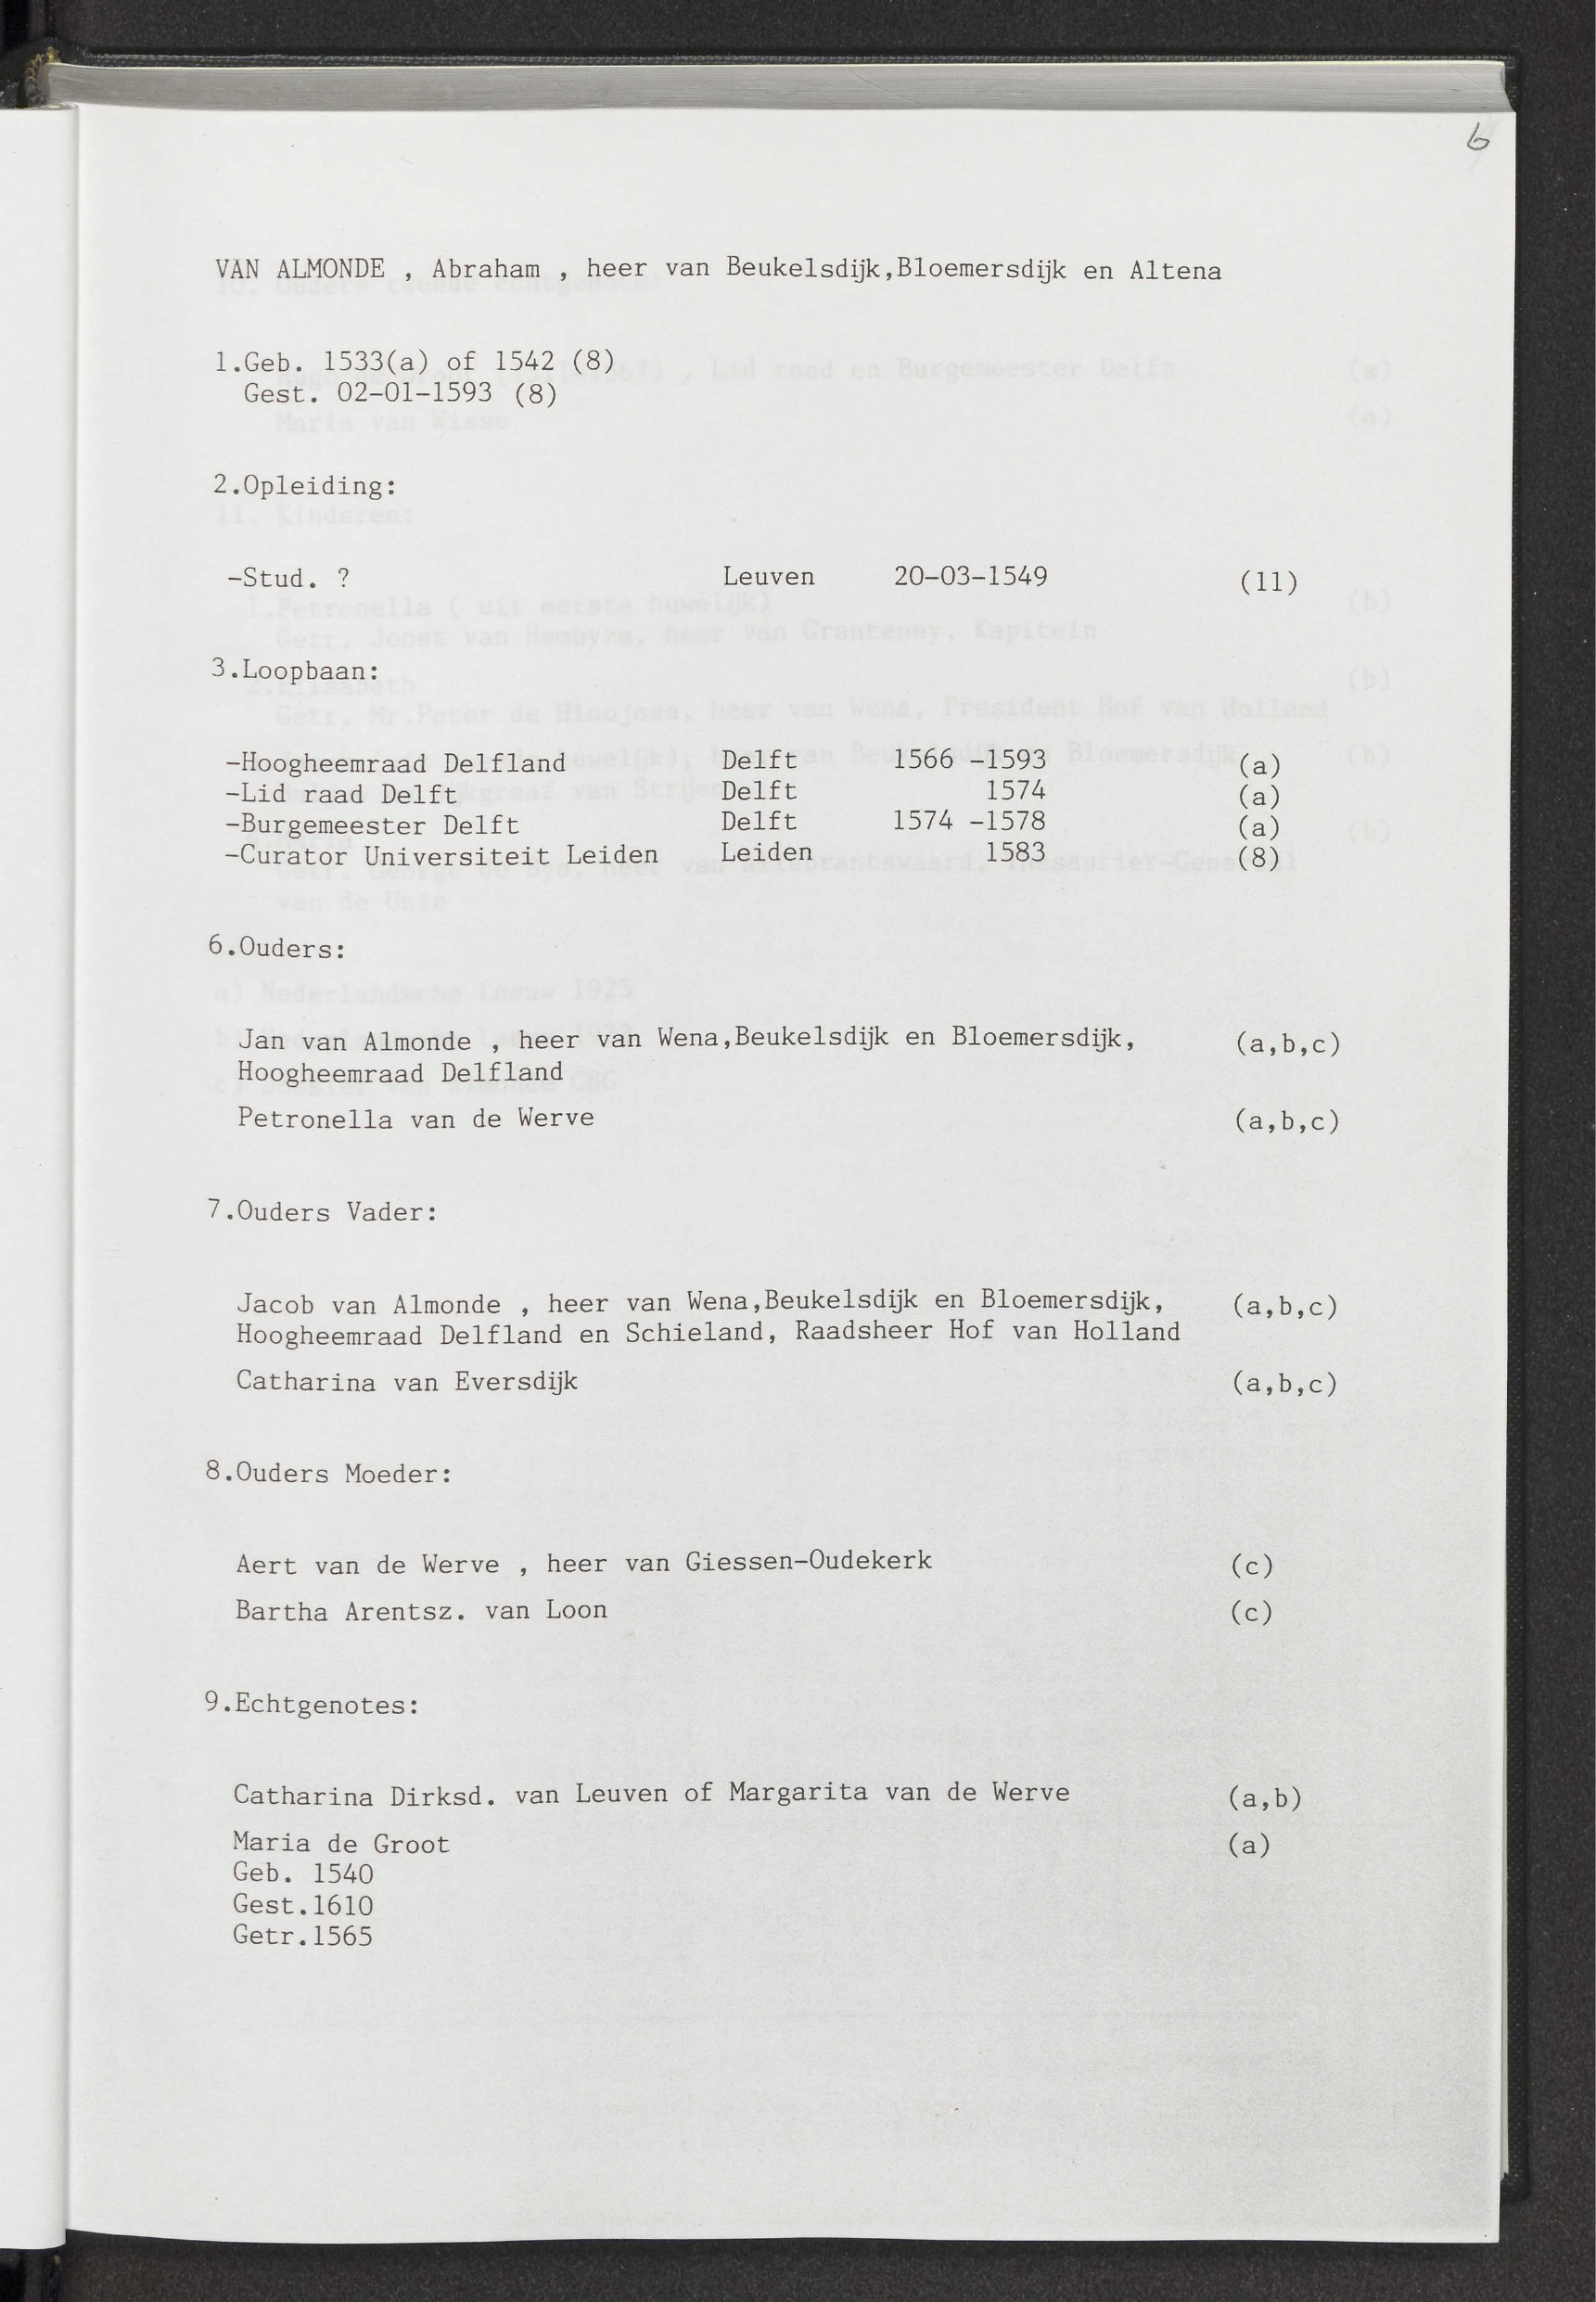 6
VAN ALMONDE , Abraham , heer van Beukelsdijk,Bloemersdijk en Altena
1.Geb. 1533(a) of 1542 (8)
Gest. 02-01-1593 (8)
2.Opleiding:
-Stud. ? Leuven 20-03-1549 (11)
3.Loopbaan:
-Hoogheemraad Delfland Delft 1566 -1593 (a)
-Lid raad Delft Delft 1574 (a)
-Burgemeester Delft Delft 1574 -1578 (a)
-Curator Universiteit Leiden Leiden 1583 (8)
6.Ouders:
Jan van Almonde , heer van Wena,Beukelsdijk en Bloemersdijk, (a,b,c)
Hoogheemraad Delfland
Petronella van de Werve (a,b,c)
7.Ouders Vader:
Jacob van Almonde , heer van Wena,Beukelsdijk en Bloemersdijk, (a,b,c)
Hoogheemraad Delfland en Schieland, Raadsheer Hof van Holland
Catharina van Eversdijk (a,b,c)
8.Ouders Moeder:
Aert van de Werve , heer van Giessen-Oudekerk (c)
Bartha Arentsz. van Loon (c)
9.Echtgenotes:
Catharina Dirksd. van Leuven of Margarita van de Werve (a,b)
Maria de Groot (a)
Geb. 1540
Gest.1610
Getr.1565